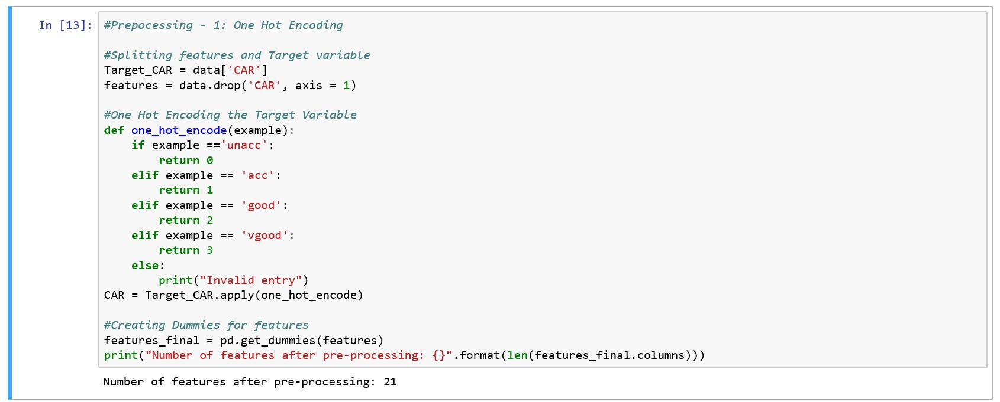 In [13]: #Prepocessing - 1: One Hot Encoding
#Splitting features and Target variable
Target_CAR = data['CAR']
features = data.drop('CAR', axis = 1)
#One Hot Encoding the Target Variable
def one_hot_encode(example):
    if example =='unacc':
        return 0
    elif example == 'acc':
        return 1
    elif example == 'good':
        return 2
    elif example == 'vgood':
        return 3
    else:
        print("Invalid entry")
CAR = Target_CAR.apply(one_hot_encode)
#Creating Dummies for features
features_final = pd.get_dummies(features)
print("Number of features after pre-processing: {}".format(len(features_final.columns)))
Number of features after pre-processing: 21